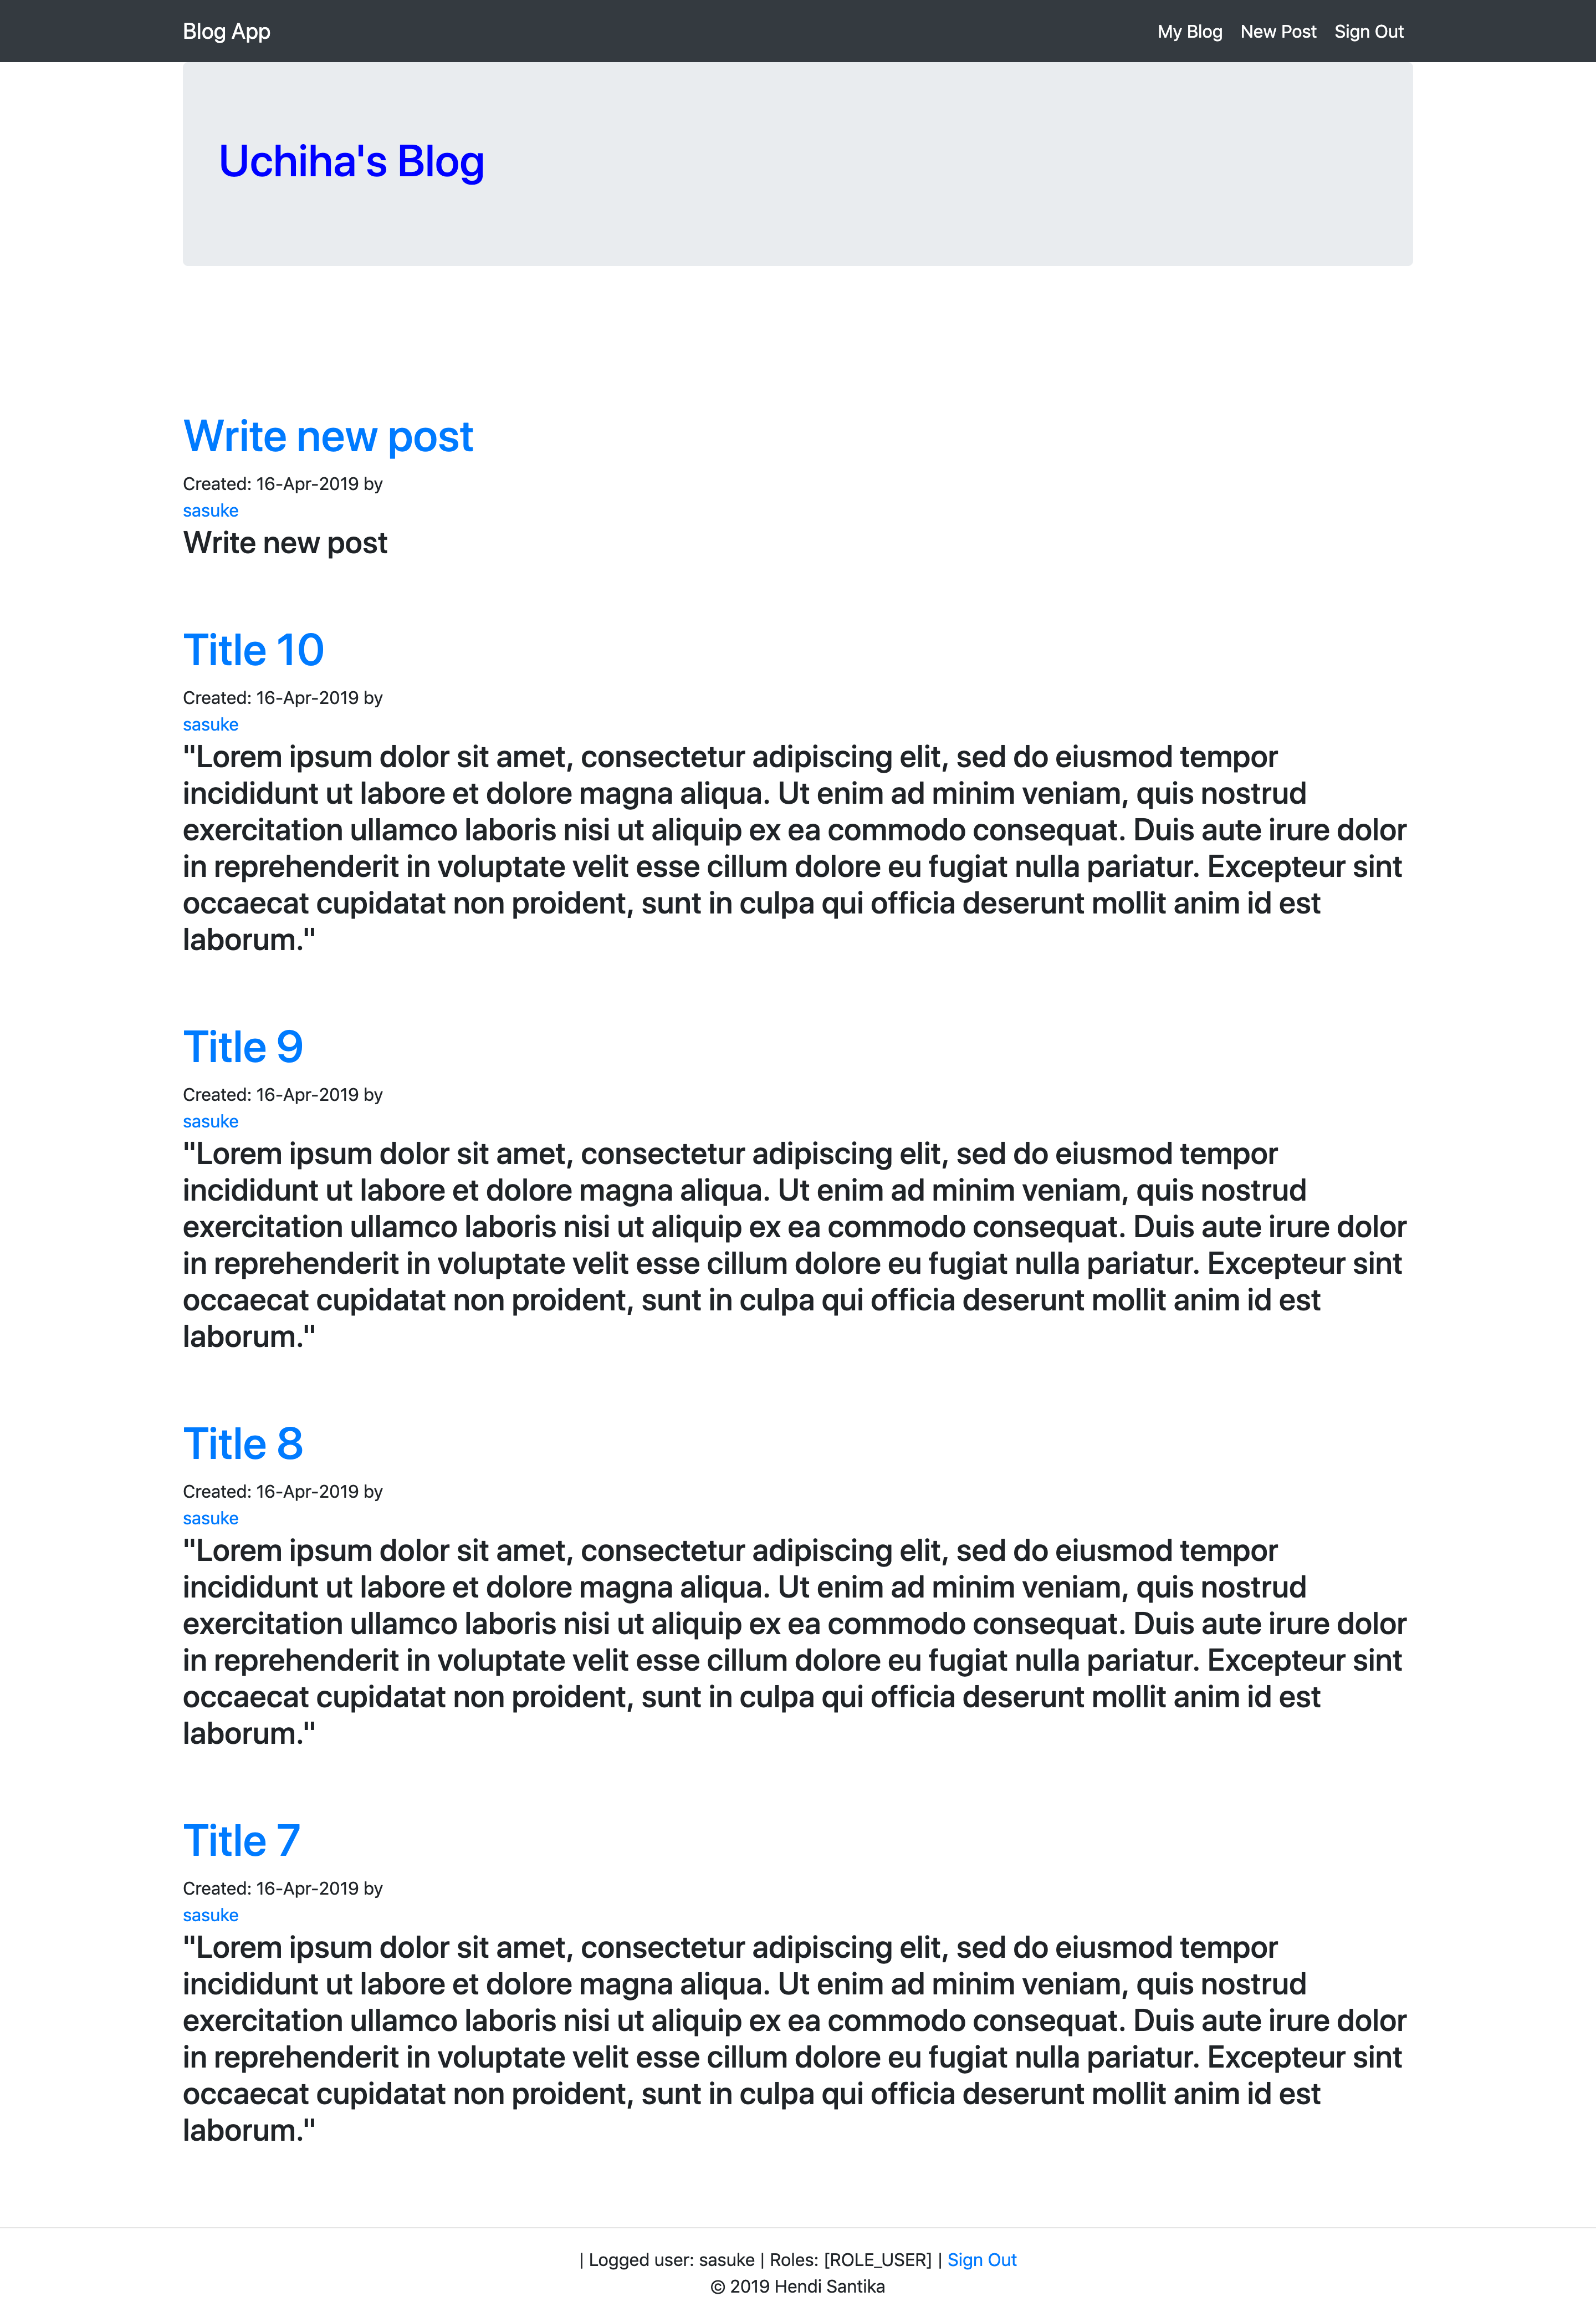 Blog App
My Blog New Post Sign Out
Uchiha's Blog
Write new post
Created: 16-Apr-2019 by
sasuke
Write new post
Title 10
Created: 16-Apr-2019 by
sasuke
"Lorem ipsum dolor sit amet, consectetur adipiscing elit, sed do eiusmod tempor
incididunt ut labore et dolore magna aliqua. Ut enim ad minim veniam, quis nostrud
exercitation ullamco laboris nisi ut aliquip ex ea commodo consequat. Duis aute irure dolor
in reprehenderit in voluptate velit esse cillum dolore eu fugiat nulla pariatur. Excepteur sint
occaecat cupidatat non proident, sunt in culpa qui officia deserunt mollit anim id est
laborum."
Title 9
Created: 16-Apr-2019 by
sasuke
"Lorem ipsum dolor sit amet, consectetur adipiscing elit, sed do eiusmod tempor
incididunt ut labore et dolore magna aliqua. Ut enim ad minim veniam, quis nostrud
exercitation ullamco laboris nisi ut aliquip ex ea commodo consequat. Duis aute irure dolor
in reprehenderit in voluptate velit esse cillum dolore eu fugiat nulla pariatur. Excepteur sint
occaecat cupidatat non proident, sunt in culpa qui officia deserunt mollit anim id est
laborum."
Title 8
Created: 16-Apr-2019 by
sasuke
"Lorem ipsum dolor sit amet, consectetur adipiscing elit, sed do eiusmod tempor
incididunt ut labore et dolore magna aliqua. Ut enim ad minim veniam, quis nostrud
exercitation ullamco laboris nisi ut aliquip ex ea commodo consequat. Duis aute irure dolor
in reprehenderit in voluptate velit esse cillum dolore eu fugiat nulla pariatur. Excepteur sint
occaecat cupidatat non proident, sunt in culpa qui officia deserunt mollit anim id est
laborum."
Title 7
Created: 16-Apr-2019 by
sasuke
"Lorem ipsum dolor sit amet, consectetur adipiscing elit, sed do eiusmod tempor
incididunt ut labore et dolore magna aliqua. Ut enim ad minim veniam, quis nostrud
exercitation ullamco laboris nisi ut aliquip ex ea commodo consequat. Duis aute irure dolor
in reprehenderit in voluptate velit esse cillum dolore eu fugiat nulla pariatur. Excepteur sint
occaecat cupidatat non proident, sunt in culpa qui officia deserunt mollit anim id est
laborum."
| Logged user: sasuke | Roles: [ROLE_USER] | Sign Out
© 2019 Hendi Santika